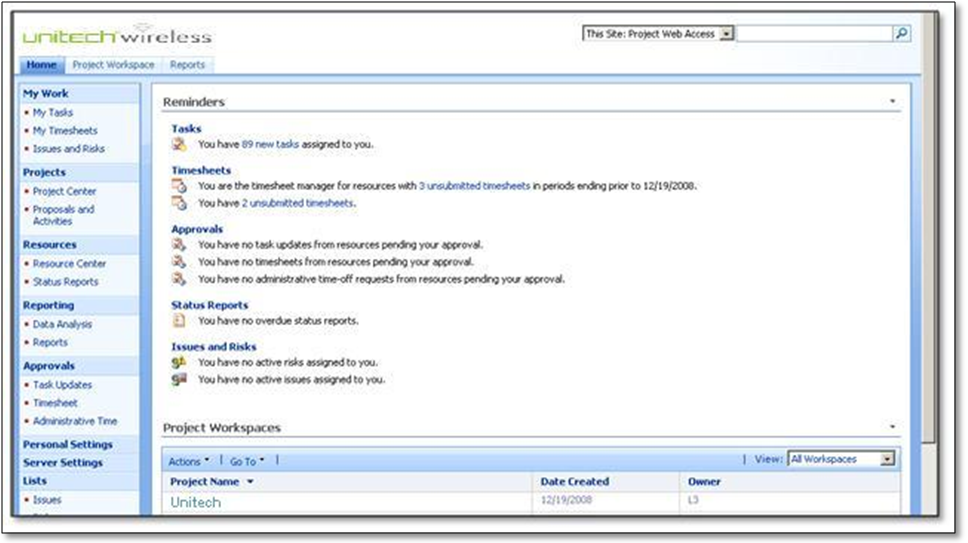 unitech wireless
This Site: Project Web Access
Home Project Workspace Reports
My Work
My Tasks
My Timesheets
Issues and Risks
Projects
Project Center
Proposals and
Activities
Resources
Resource Center
Status Reports
Reporting
Data Analysis
Reports
Approvals
Task Updates
Timesheet
Administrative Time
Personal Settings
Server Settings
Lists
Issues
Reminders
Tasks
You have 89 new tasks assigned to you.
Timesheets
You are the timesheet manager for resources with 3 unsubmitted timesheets in periods ending prior to 12/19/2008.
You have 2 unsubmitted timesheets.
Approvals
You have no task updates from resources pending your approval.
You have no timesheets from resources pending your approval.
You have no administrative time-off requests from resources pending your approval.
Status Reports
You have no overdue status reports.
Issues and Risks
You have no active risks assigned to you.
You have no active issues assigned to you.
Project Workspaces
Actions Go To View: All Workspaces
Project Name Date Created Owner
Unitech 12/19/2008 L3